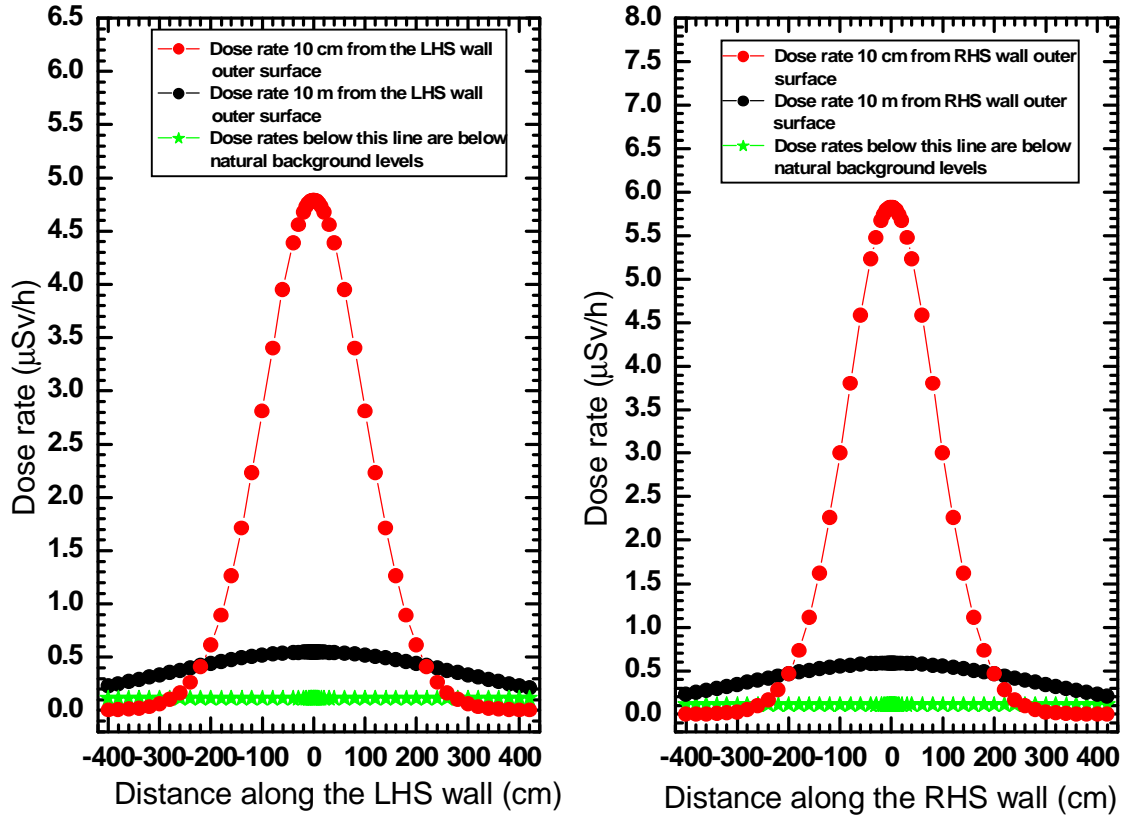 6.5
6.0
5.5
5.0
4.5
4.0
3.5
3.0
2.5
2.0
1.5
1.0
0.5
0.0
Dose rate (µSv/h)
Dose rate 10 cm from the LHS wall
outer surface
Dose rate 10 m from the LHS wall
outer surface
Dose rates below this line are below
natural background levels
-400 -300 -200 -100 0 100 200 300 400
Distance along the LHS wall (cm)
8.0
7.5
7.0
6.5
6.0
5.5
5.0
4.5
4.0
3.5
3.0
2.5
2.0
1.5
1.0
0.5
0.0
Dose rate (µSv/h)
Dose rate 10 cm from RHS wall outer
surface
Dose rate 10 m from RHS wall outer
surface
Dose rates below this line are below
natural background levels
-400 -300 -200 -100 0 100 200 300 400
Distance along the RHS wall (cm)